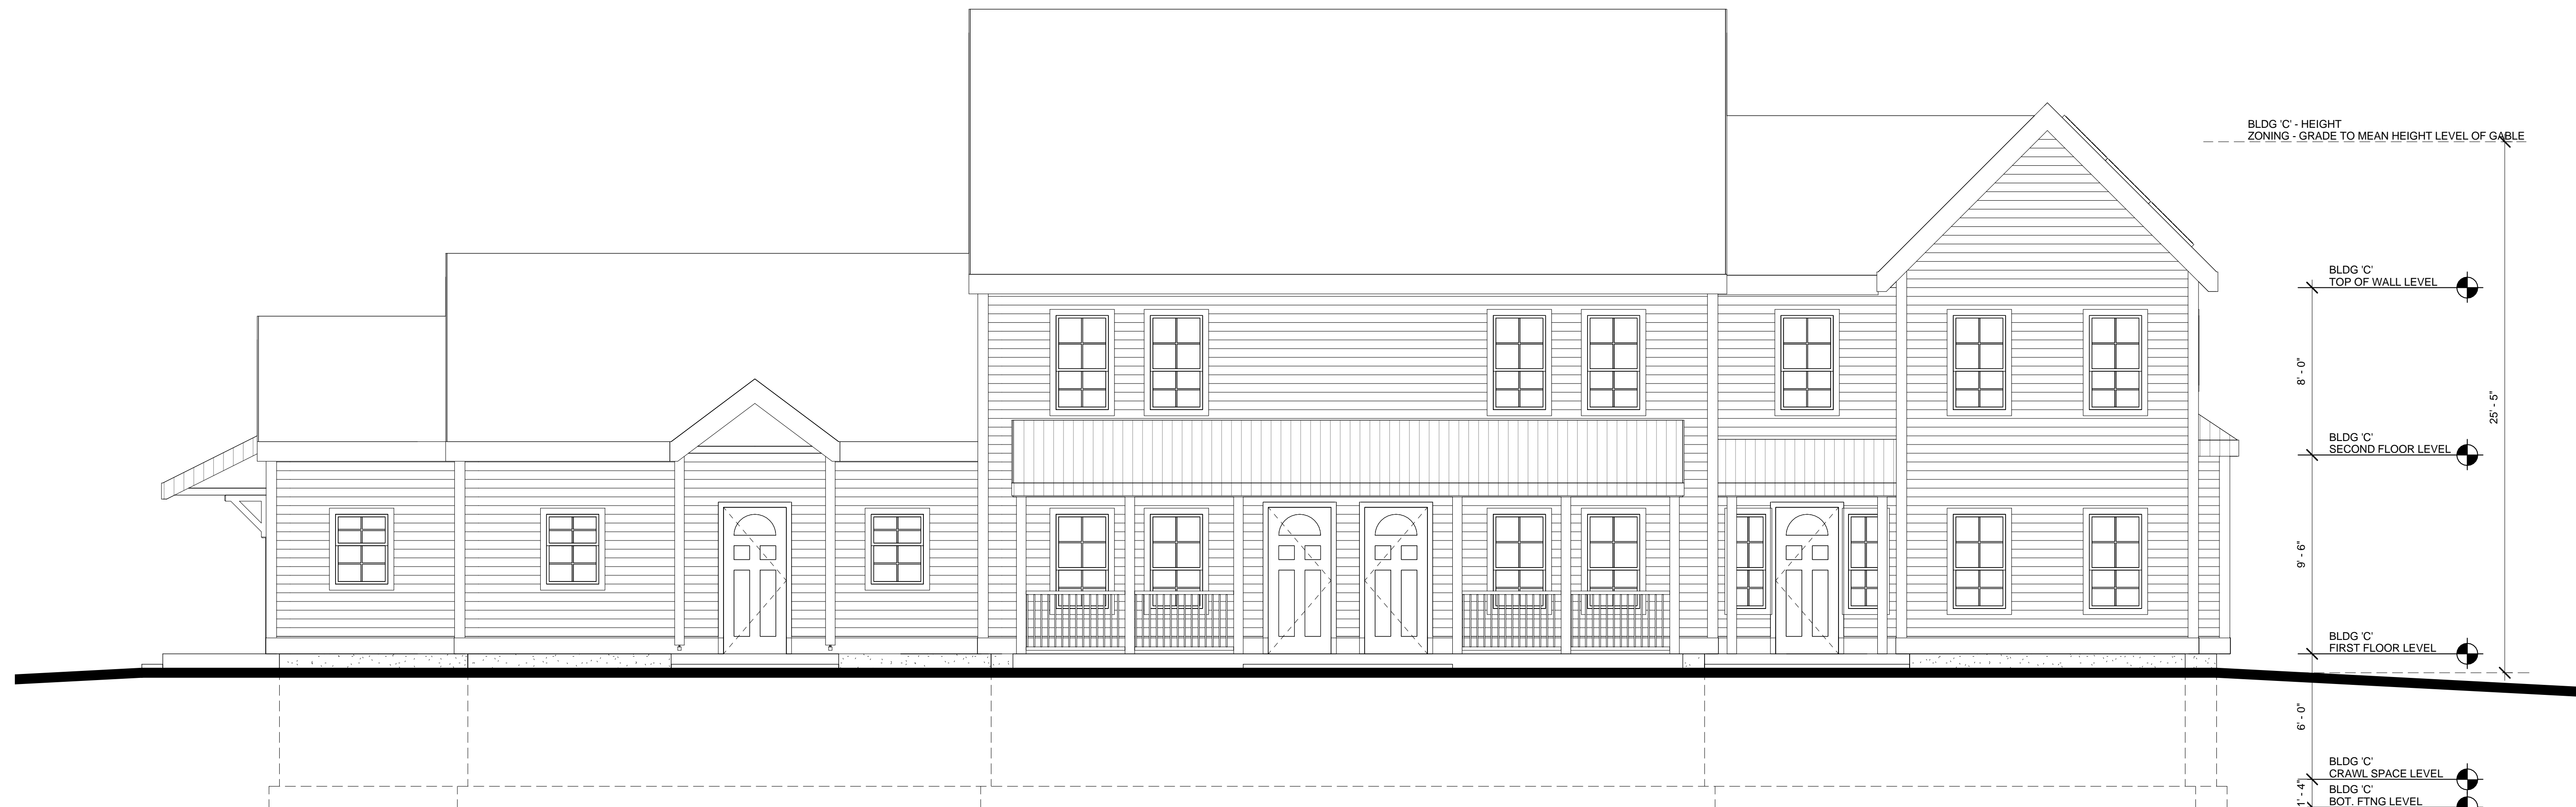 BLDG 'C' - HEIGHT
ZONING - GRADE TO MEAN HEIGHT LEVEL OF GABLE
BLDG 'C'
TOP OF WALL LEVEL
8' - 0"
25' - 5"
BLDG 'C'
SECOND FLOOR LEVEL
9' - 6"
BLDG 'C'
FIRST FLOOR LEVEL
6' - 0"
BLDG 'C'
CRAWL SPACE LEVEL
1' - 4"
BLDG 'C'
BOT. FTNG LEVEL